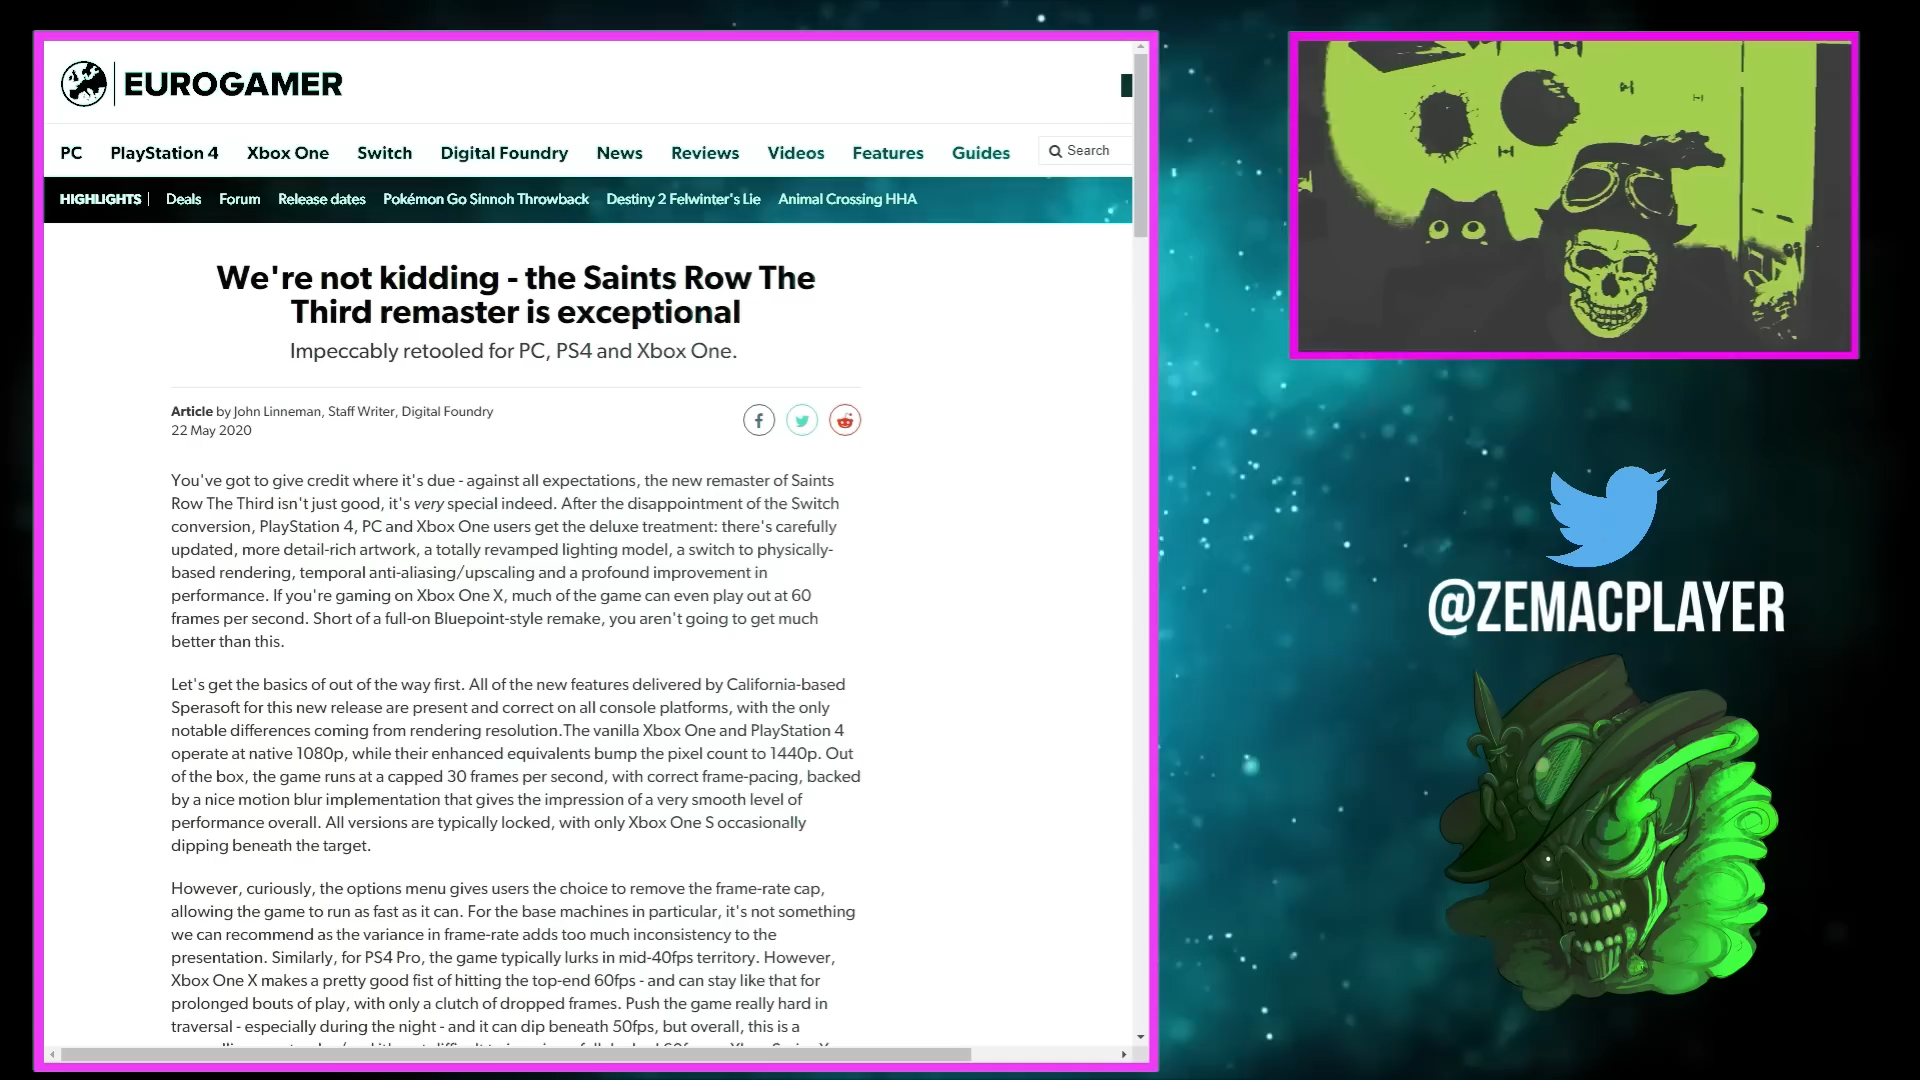 EUROGAMER
PC PlayStation 4 Xbox One Switch Digital Foundry News Reviews Videos Features Guides Search
HIGHLIGHTS Deals Forum Release dates Pokémon Go Sinnoh Throwback Destiny 2 Felwinter's Lie Animal Crossing HHA
We're not kidding - the Saints Row The
Third remaster is exceptional
Impeccably retooled for PC, PS4 and Xbox One.
Article by John Linneman, Staff Writer, Digital Foundry
22 May 2020
You've got to give credit where it's due - against all expectations, the new remaster of Saints
Row The Third isn't just good, it's very special indeed. After the disappointment of the Switch
conversion, PlayStation 4, PC and Xbox One users get the deluxe treatment: there's carefully
updated, more detail-rich artwork, a totally revamped lighting model, a switch to physically-
based rendering, temporal anti-aliasing/upscaling and a profound improvement in
performance. If you're gaming on Xbox One X, much of the game can even play out at 60
frames per second. Short of a full-on Bluepoint-style remake, you aren't going to get much
better than this.
Let's get the basics of out of the way first. All of the new features delivered by California-based
Sperasoft for this new release are present and correct on all console platforms, with the only
notable differences coming from rendering resolution.The vanilla Xbox One and PlayStation 4
operate at native 1080p, while their enhanced equivalents bump the pixel count to 1440p. Out
of the box, the game runs at a capped 30 frames per second, with correct frame-pacing, backed
by a nice motion blur implementation that gives the impression of a very smooth level of
performance overall. All versions are typically locked, with only Xbox One S occasionally
dipping beneath the target.
However, curiously, the options menu gives users the choice to remove the frame-rate cap,
allowing the game to run as fast as it can. For the base machines in particular, it's not something
we can recommend as the variance in frame-rate adds too much inconsistency to the
presentation. Similarly, for PS4 Pro, the game typically lurks in mid-40fps territory. However,
Xbox One X makes a pretty good fist of hitting the top-end 60fps - and can stay like that for
prolonged bouts of play, with only a clutch of dropped frames. Push the game really hard in
traversal - especially during the night - and it can dip beneath 50fps, but overall, this is a
@ZEMACPLAYER